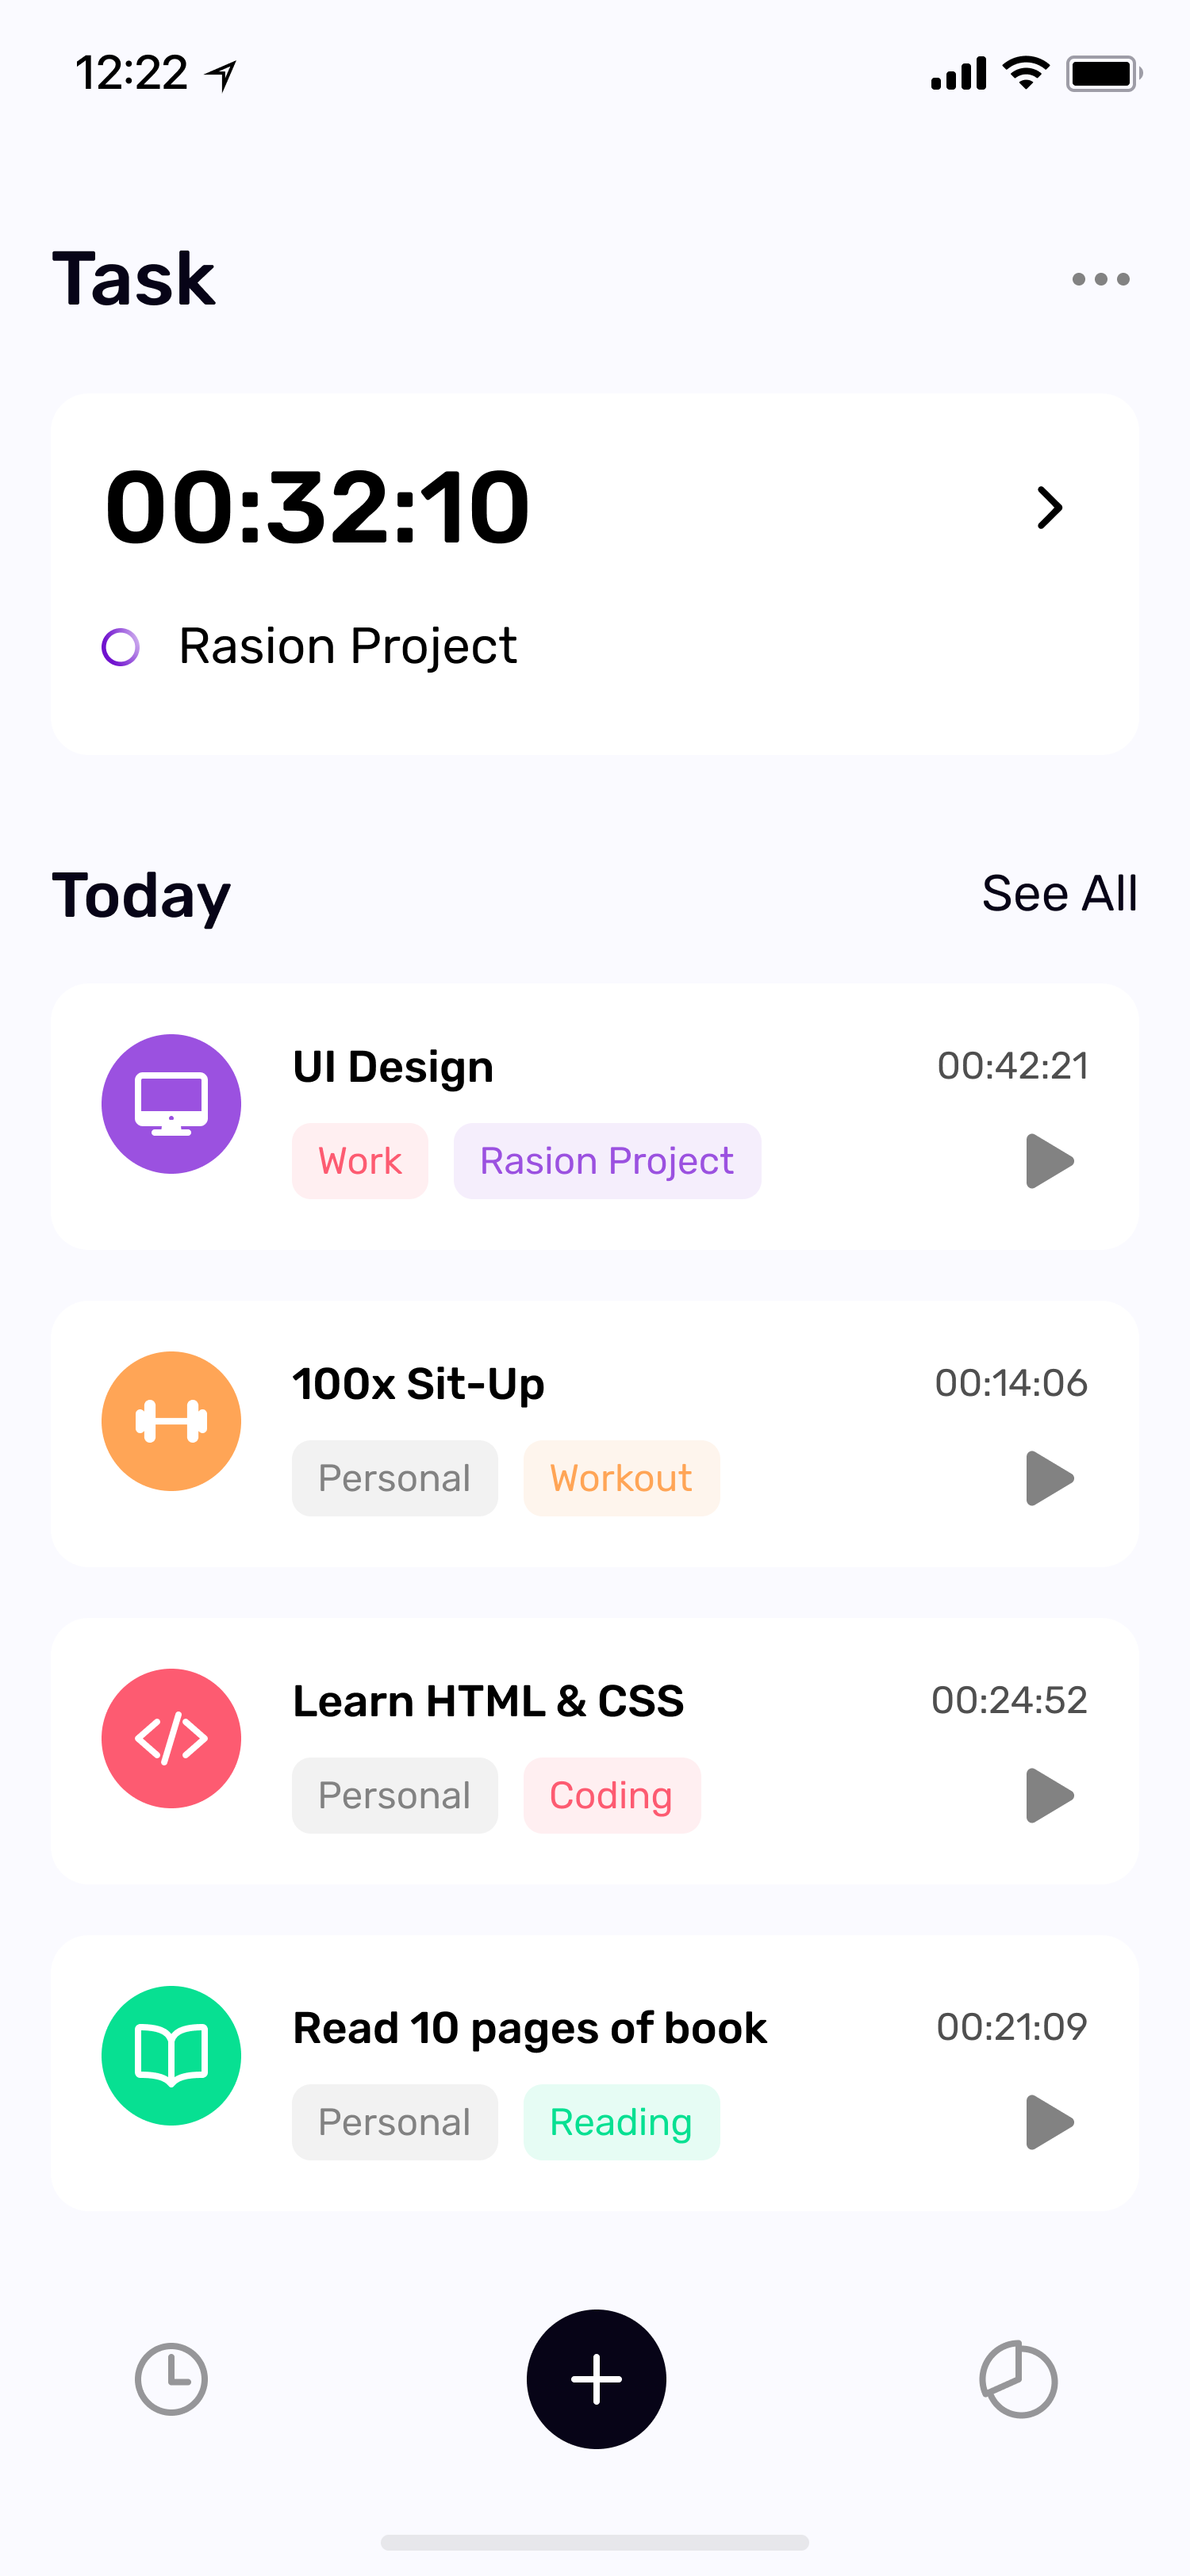 12:22
Task
00:32:10
Rasion Project
Today
See All
UI Design
00:42:21
Work
Rasion Project
100x Sit-Up
00:14:06
Personal
Workout
Learn HTML & CSS
00:24:52
Personal
Coding
Read 10 pages of book
00:21:09
Personal
Reading